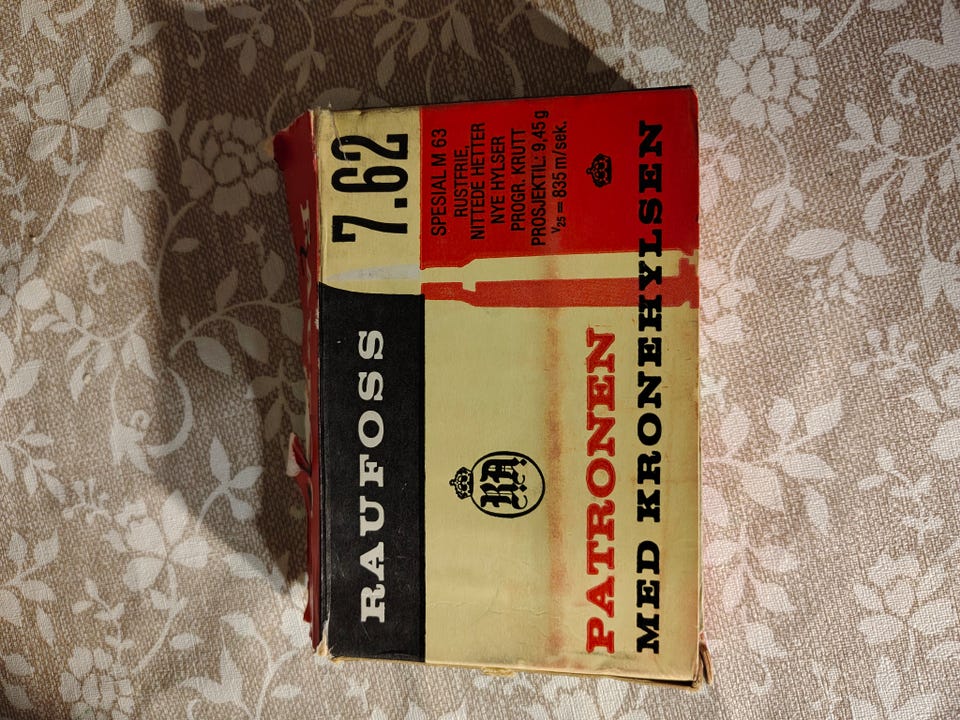 RAUFOSS 7.62
SPESIAL M 63
RUSTFRIE,
NITTEDE HETTER
NYE HYLSER
PROGR. KRUTT
PROSJEKTIL: 9,45 g
V₂₅ = 835 m/sek.
RA
PATRONEN
MED KRONEHYLSEN